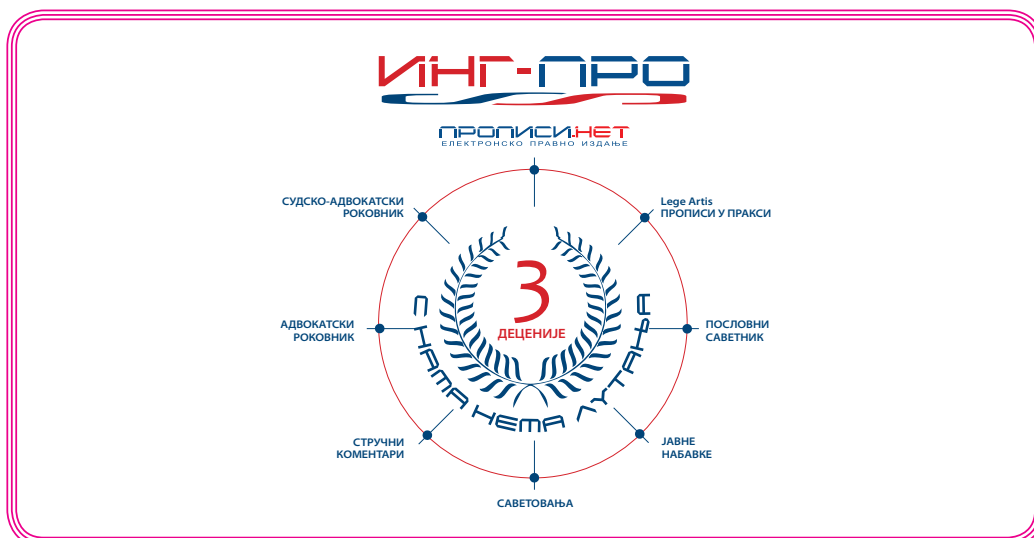 ИНГ-ПРО
ПРОПИСИ.НЕТ
ЕЛЕКТРОНСКО ПРАВНО ИЗДАЊЕ
СУДСКО-АДВОКАТСКИ
РОКОВНИК
Lege Artis
ПРОПИСИ У ПРАКСИ
3
ДЕЦЕНИЈЕ
АДВОКАТСКИ
РОКОВНИК
ПОСЛОВНИ
САВЕТНИК
С НАМА НЕМА ЛУТАЊА
СТРУЧНИ
КОМЕНТАРИ
ЈАВНЕ
НАБАВКЕ
САВЕТОВАЊА